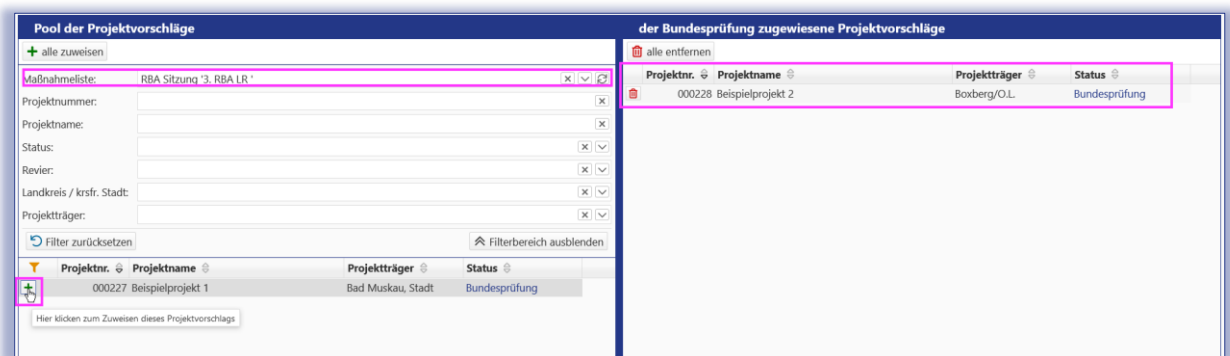 Pool der Projektvorschläge
alle zuweisen
Maßnahmeliste: RBA Sitzung '3. RBA LR '
Projektnummer:
Projektname:
Status:
Revier:
Landkreis / krsfr. Stadt:
Projektträger:
Filter zurücksetzen Filterbereich ausblenden
Projektnr. Projektname Projektträger Status
000227 Beispielprojekt 1 Bad Muskau, Stadt Bundesprüfung
Hier klicken zum Zuweisen dieses Projektvorschlags
der Bundesprüfung zugewiesene Projektvorschläge
alle entfernen
Projektnr. Projektname Projektträger Status
000228 Beispielprojekt 2 Boxberg/O.L. Bundesprüfung